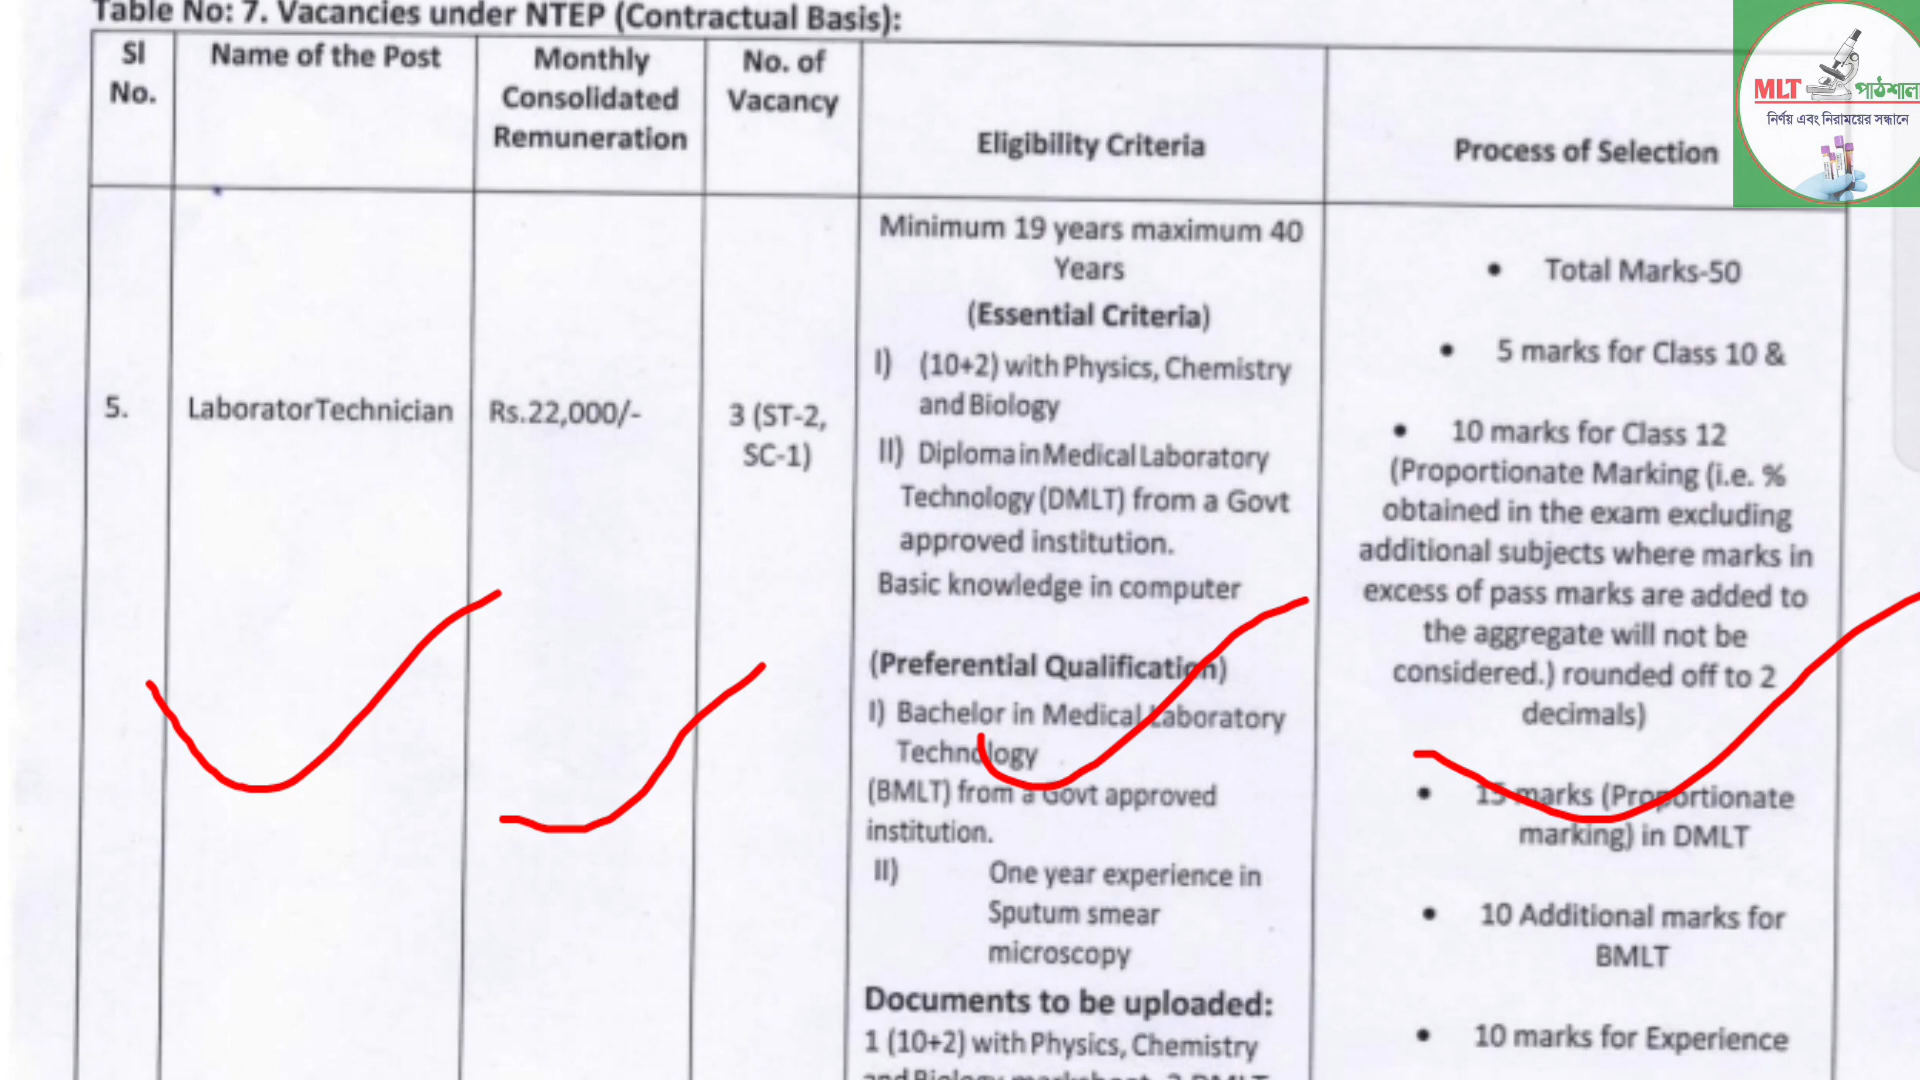 Table No: 7. Vacancies under NTEP (Contractual Basis):
Sl
No.
Name of the Post
Monthly
Consolidated
Remuneration
No. of
Vacancy
Eligibility Criteria
Process of Selection
5.
LaboratorTechnician
Rs.22,000/-
3 (ST-2,
SC-1)
Minimum 19 years maximum 40
Years
(Essential Criteria)
I) (10+2) with Physics, Chemistry
and Biology
II) Diploma in Medical Laboratory
Technology (DMLT) from a Govt
approved institution.
Basic knowledge in computer
(Preferential Qualification)
I) Bachelor in Medical Laboratory
Technology
(BMLT) from a Govt approved
institution.
II) One year experience in
Sputum smear
microscopy
Documents to be uploaded:
1 (10+2) with Physics, Chemistry
and Biology marksheet, 2 DMLT
• Total Marks-50
• 5 marks for Class 10 &
• 10 marks for Class 12
(Proportionate Marking (i.e. %
obtained in the exam excluding
additional subjects where marks in
excess of pass marks are added to
the aggregate will not be
considered.) rounded off to 2
decimals)
• 15 marks (Proportionate
marking) in DMLT
• 10 Additional marks for
BMLT
• 10 marks for Experience
MLT পাঠশালা
নির্ণয় এবং নিরাময়ের সন্ধানে